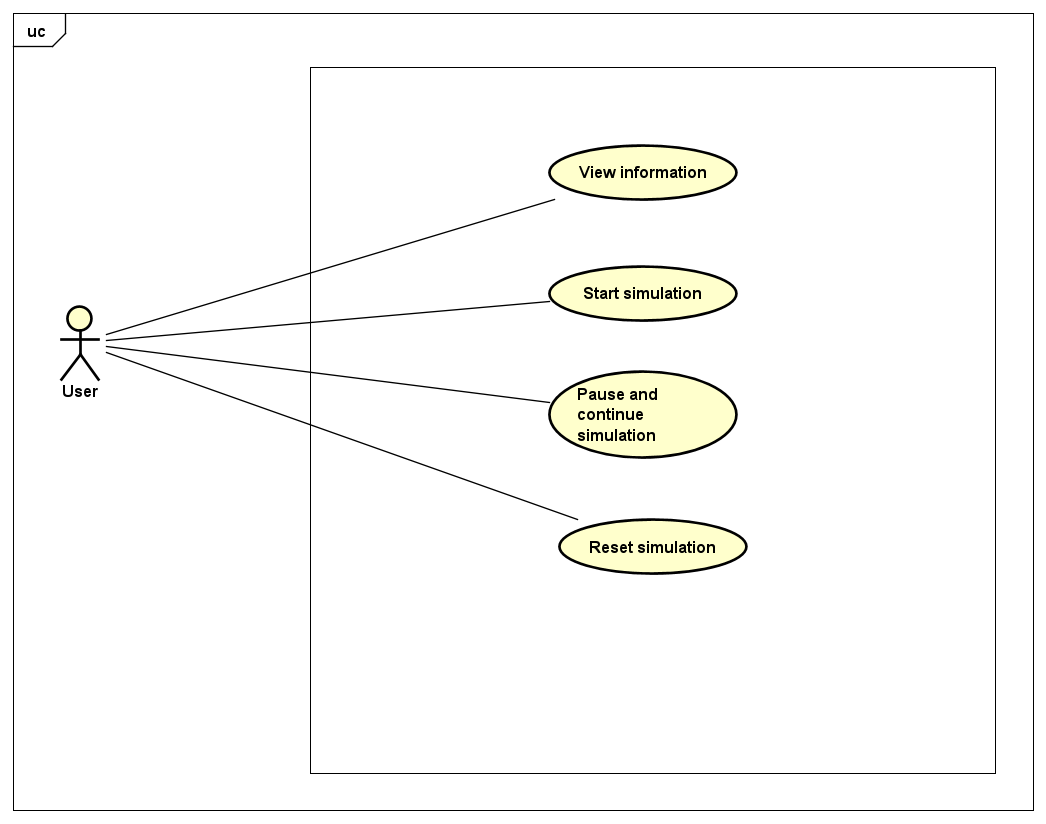 uc
View information
Start simulation
Pause and
continue
simulation
User
Reset simulation